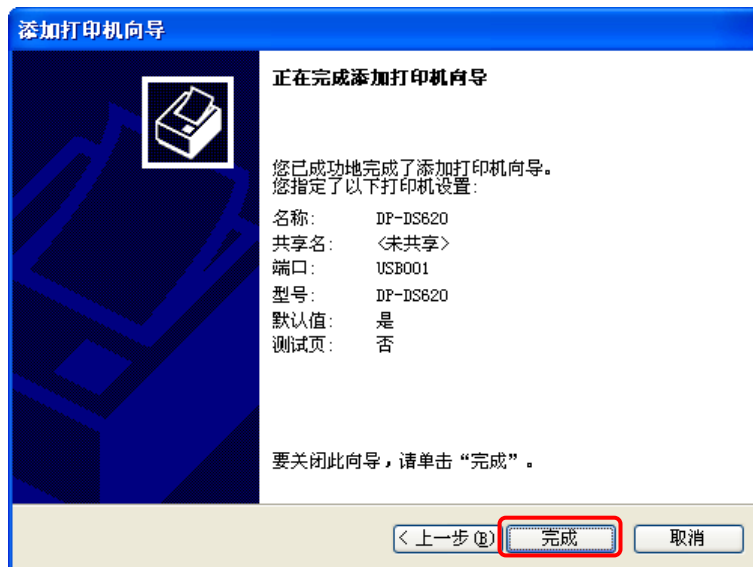 添加打印机向导
正在完成添加打印机向导
您已成功地完成了添加打印机向导。
您指定了以下打印机设置:
名称: DP-DS620
共享名: <未共享>
端口: USB001
型号: DP-DS620
默认值: 是
测试页: 否
要关闭此向导，请单击“完成”。
< 上一步(B) 完成 取消